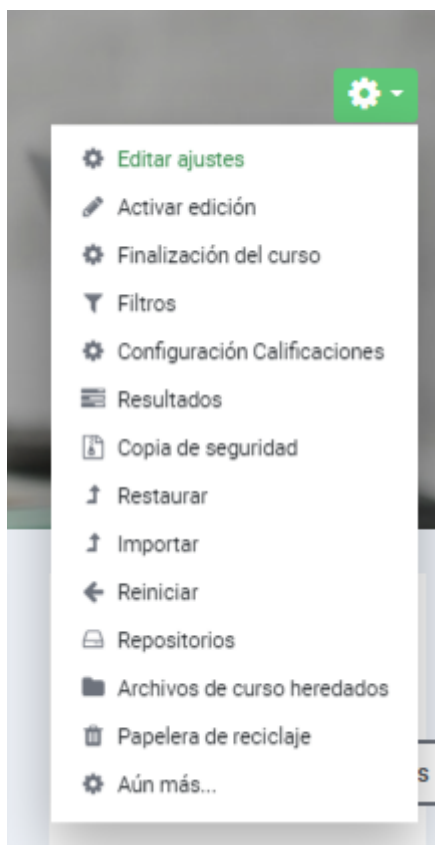 Editar ajustes
Activar edición
Finalización del curso
Filtros
Configuración Calificaciones
Resultados
Copia de seguridad
Restaurar
Importar
Reiniciar
Repositorios
Archivos de curso heredados
Papelera de reciclaje
Aún más...
s